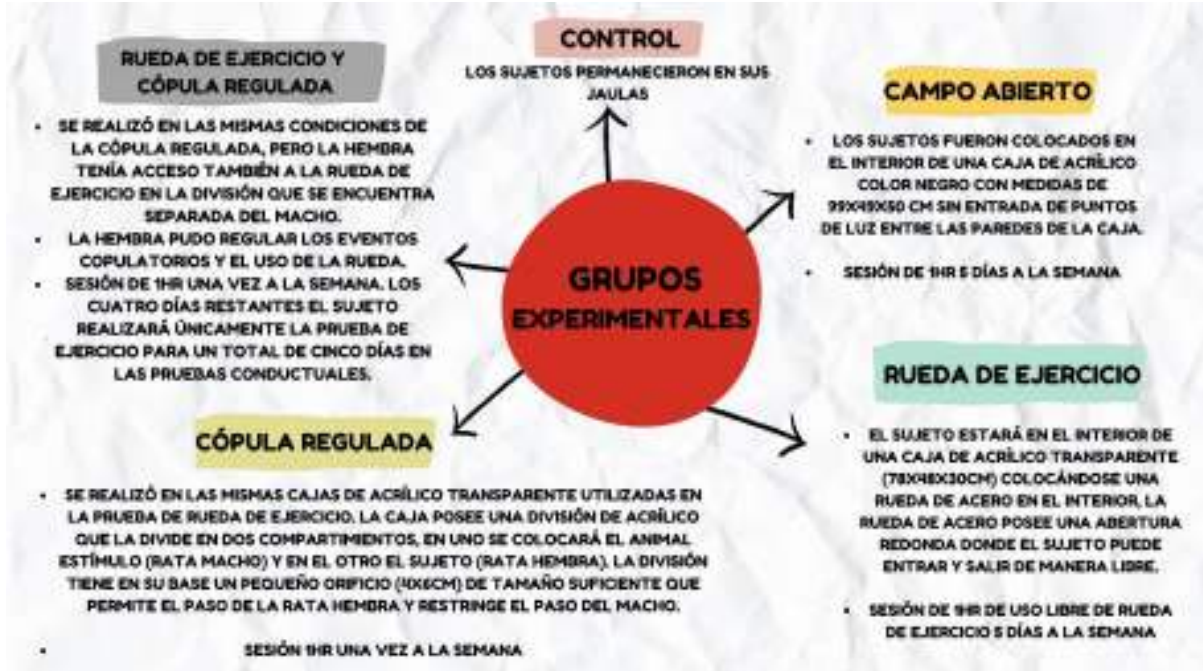 CONTROL
LOS SUJETOS PERMANECIERON EN SUS
JAULAS
RUEDA DE EJERCICIO Y
CÓPULA REGULADA
• SE REALIZÓ EN LAS MISMAS CONDICIONES DE
LA CÓPULA REGULADA, PERO LA HEMBRA
TENÍA ACCESO TAMBIÉN A LA RUEDA DE
EJERCICIO EN LA DIVISIÓN QUE SE ENCUENTRA
SEPARADA DEL MACHO.
• LA HEMBRA PUDO REGULAR LOS EVENTOS
COPULATORIOS Y EL USO DE LA RUEDA.
• SESIÓN DE 1HR UNA VEZ A LA SEMANA. LOS
CUATRO DÍAS RESTANTES EL SUJETO
REALIZARÁ ÚNICAMENTE LA PRUEBA DE
EJERCICIO PARA UN TOTAL DE CINCO DÍAS EN
LAS PRUEBAS CONDUCTUALES.
CAMPO ABIERTO
• LOS SUJETOS FUERON COLOCADOS EN
EL INTERIOR DE UNA CAJA DE ACRÍLICO
COLOR NEGRO CON MEDIDAS DE
CM SIN ENTRADA DE PUNTOS
DE LUZ ENTRE LAS PAREDES DE LA CAJA.
• SESIÓN DE 1HR 5 DÍAS A LA SEMANA
GRUPOS
EXPERIMENTALES
RUEDA DE EJERCICIO
• EL SUJETO ESTARÁ EN EL INTERIOR DE
UNA CAJA DE ACRÍLICO TRANSPARENTE
COLOCÁNDOSE UNA
RUEDA DE ACERO EN EL INTERIOR, LA
RUEDA DE ACERO POSEE UNA ABERTURA
REDONDA DONDE EL SUJETO PUEDE
ENTRAR Y SALIR DE MANERA LIBRE.
• SESIÓN DE 1HR DE USO LIBRE DE RUEDA
DE EJERCICIO 5 DÍAS A LA SEMANA
CÓPULA REGULADA
• SE REALIZÓ EN LAS MISMAS CAJAS DE ACRÍLICO TRANSPARENTE UTILIZADAS EN
LA PRUEBA DE RUEDA DE EJERCICIO. LA CAJA POSEE UNA DIVISIÓN DE ACRÍLICO
QUE LA DIVIDE EN DOS COMPARTIMIENTOS, EN UNO SE COLOCARÁ EL ANIMAL
ESTÍMULO (RATA MACHO) Y EN EL OTRO EL SUJETO (RATA HEMBRA). LA DIVISIÓN
TIENE EN SU BASE UN PEQUEÑO ORIFICIO (4X6CM) DE TAMAÑO SUFICIENTE QUE
PERMITE EL PASO DE LA RATA HEMBRA Y RESTRINGE EL PASO DEL MACHO.
• SESIÓN 1HR UNA VEZ A LA SEMANA